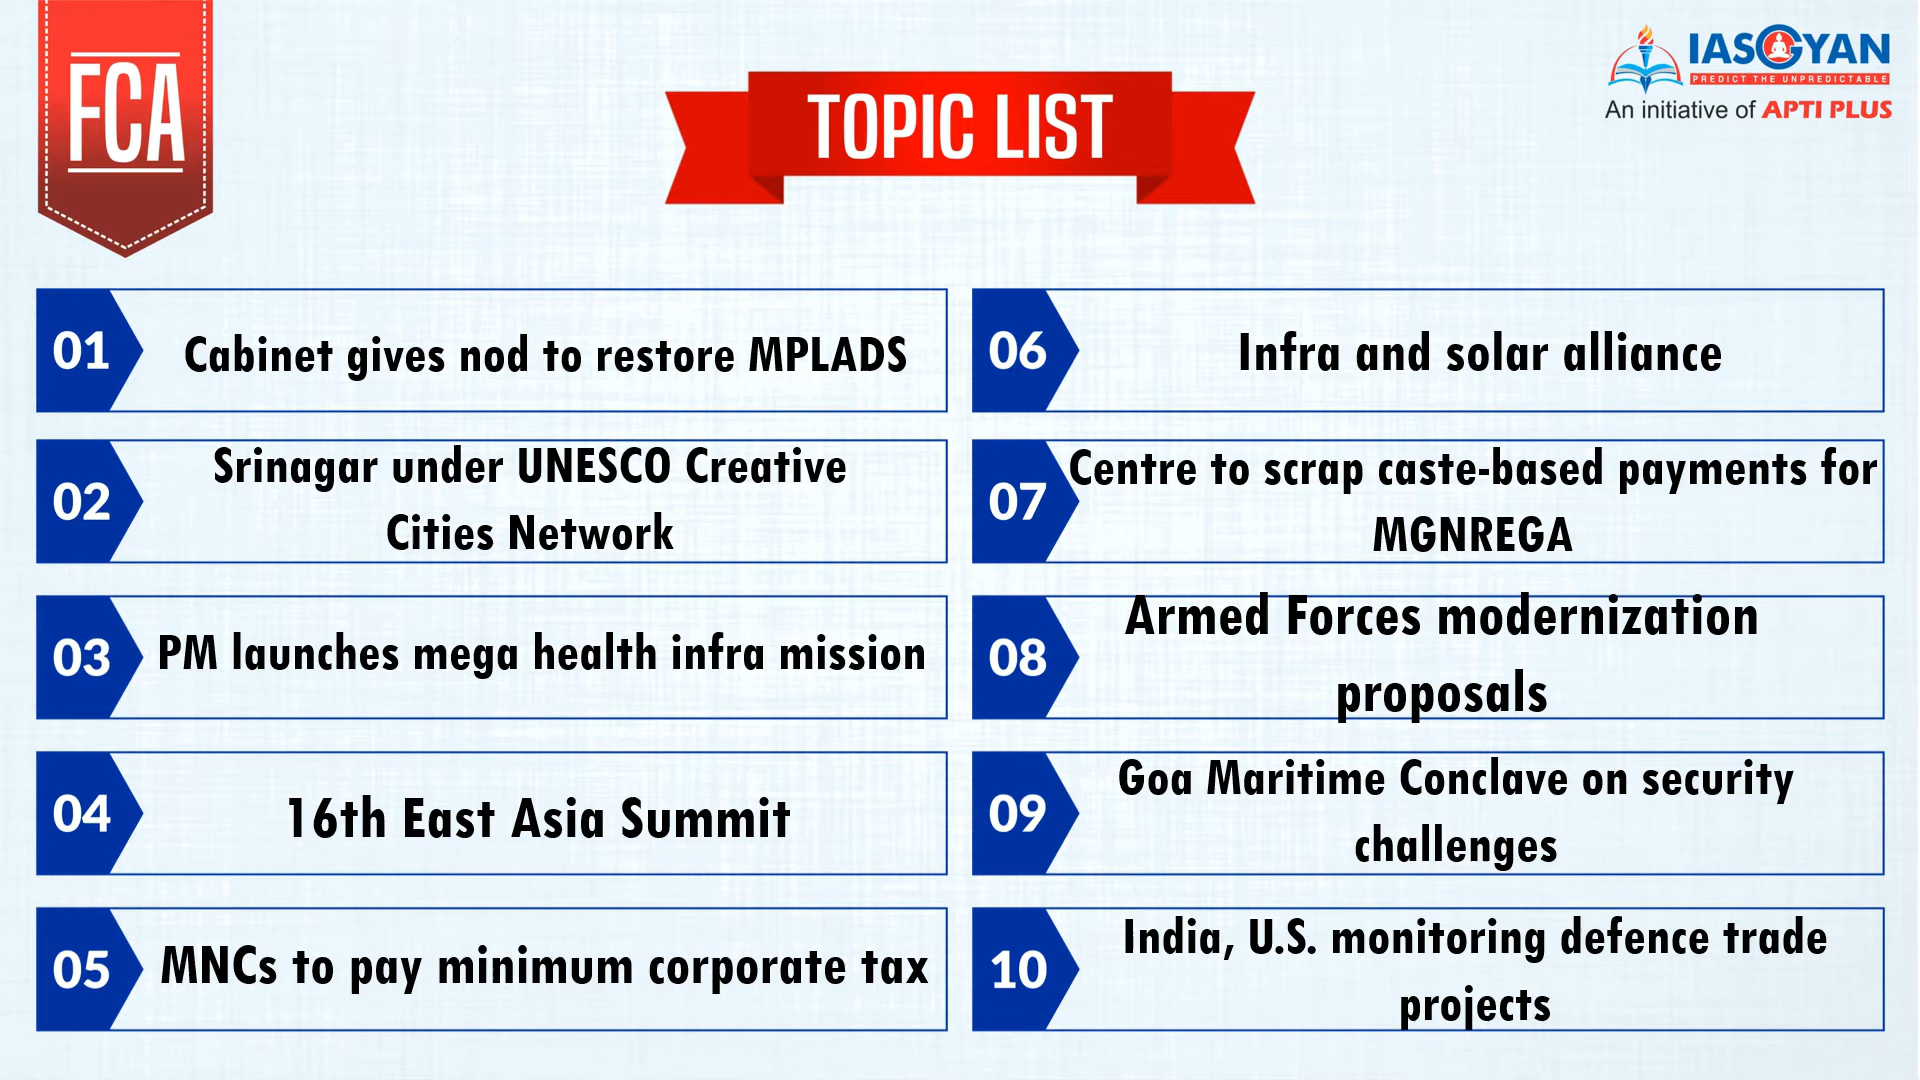 FCA
TOPIC LIST
IASGYAN
PREDICT THE UNPREDICTABLE
An initiative of APTI PLUS
01
Cabinet gives nod to restore MPLADS
02
Srinagar under UNESCO Creative
Cities Network
03
PM launches mega health infra mission
04
16th East Asia Summit
05
MNCs to pay minimum corporate tax
06
Infra and solar alliance
07
Centre to scrap caste-based payments for
MGNREGA
08
Armed Forces modernization
proposals
09
Goa Maritime Conclave on security
challenges
10
India, U.S. monitoring defence trade
projects